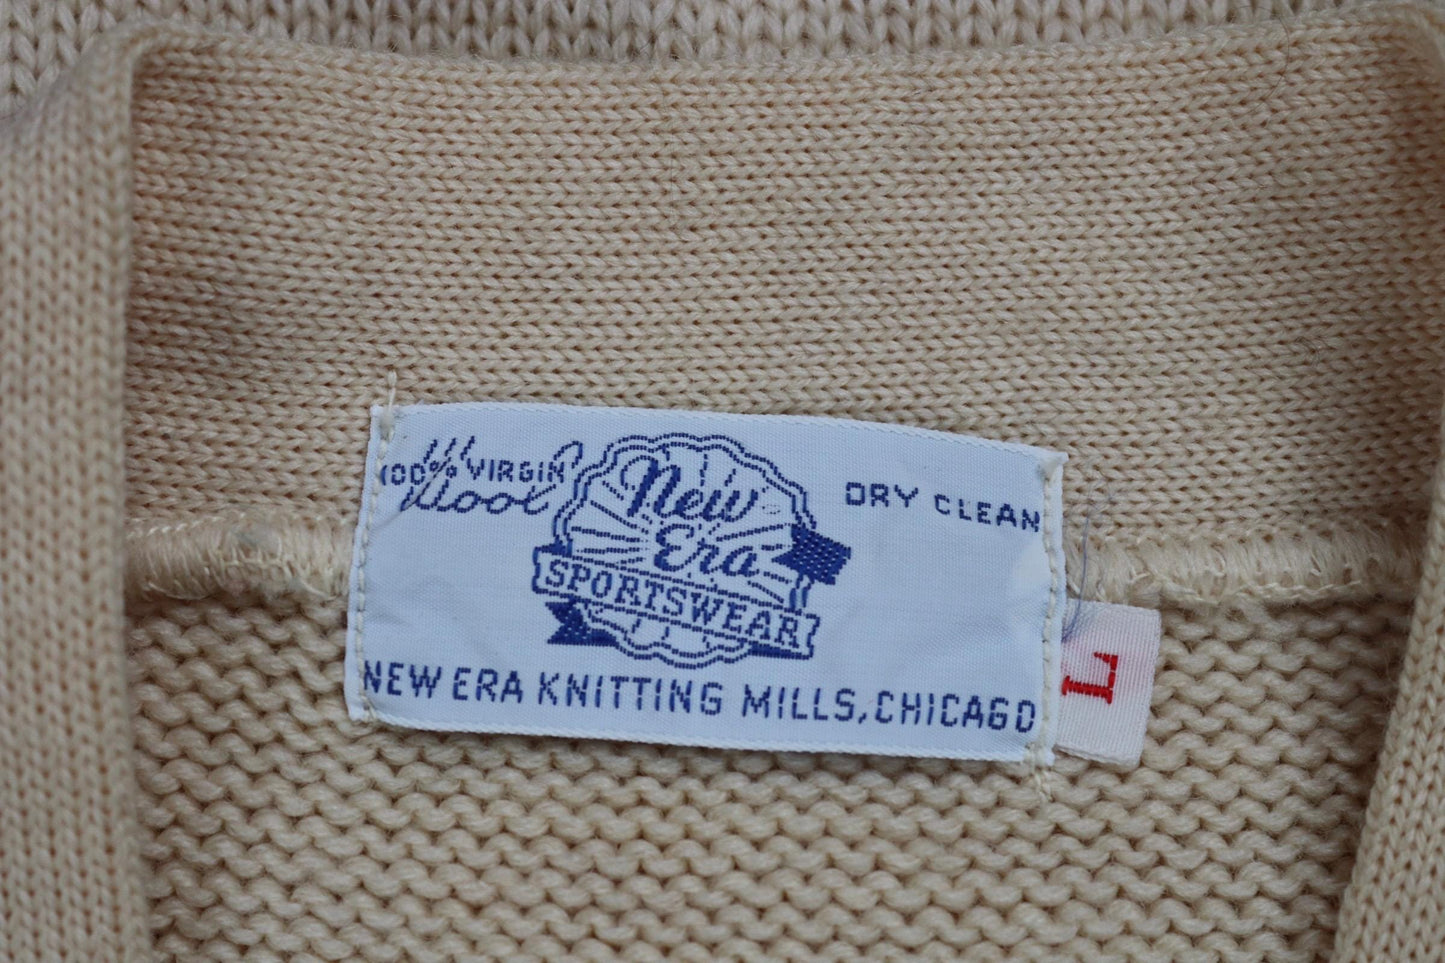 100% VIRGIN
Wool
New
Era
SPORTSWEAR
DRY CLEAN
NEW ERA KNITTING MILLS, CHICAGO
L